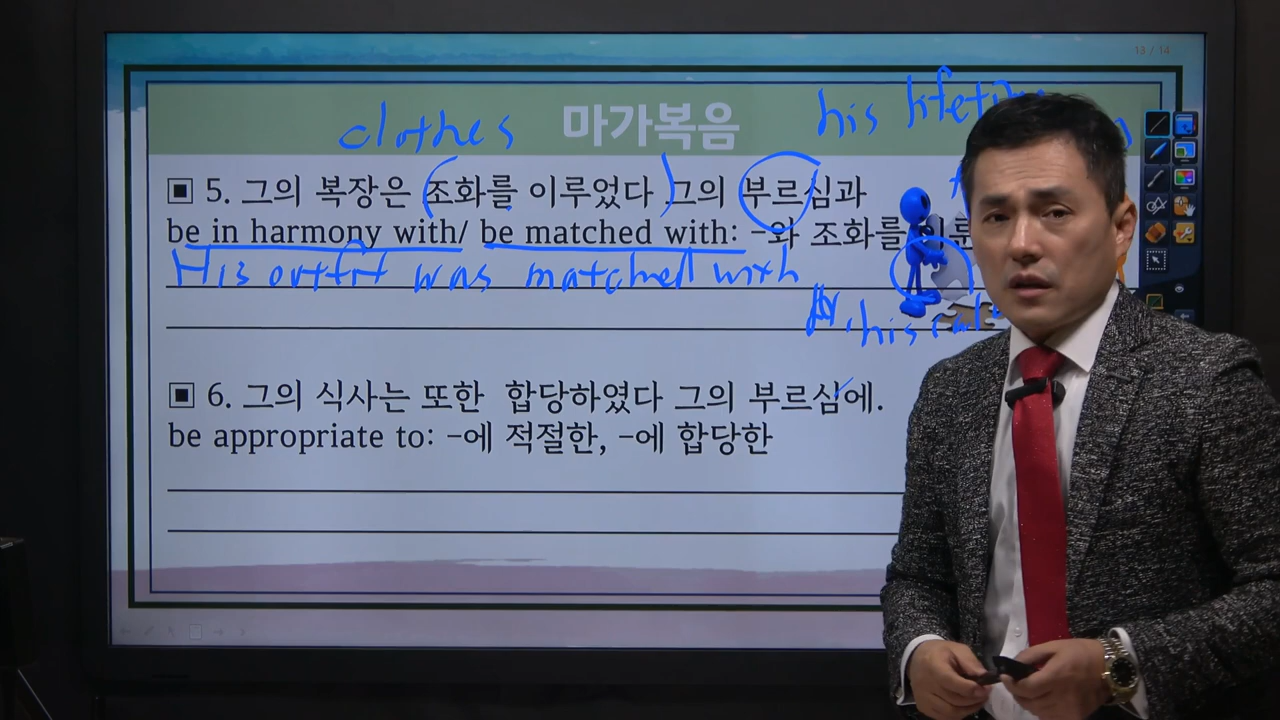 13 / 14
clothes 마가복음 his
5. 그의 복장은 조화를 이루었다 그의 부르심과
be in harmony with/ be matched with: -와 조화를
His outfit was matched with
his
6. 그의 식사는 또한 합당하였다 그의 부르심에.
be appropriate to: -에 적절한, -에 합당한